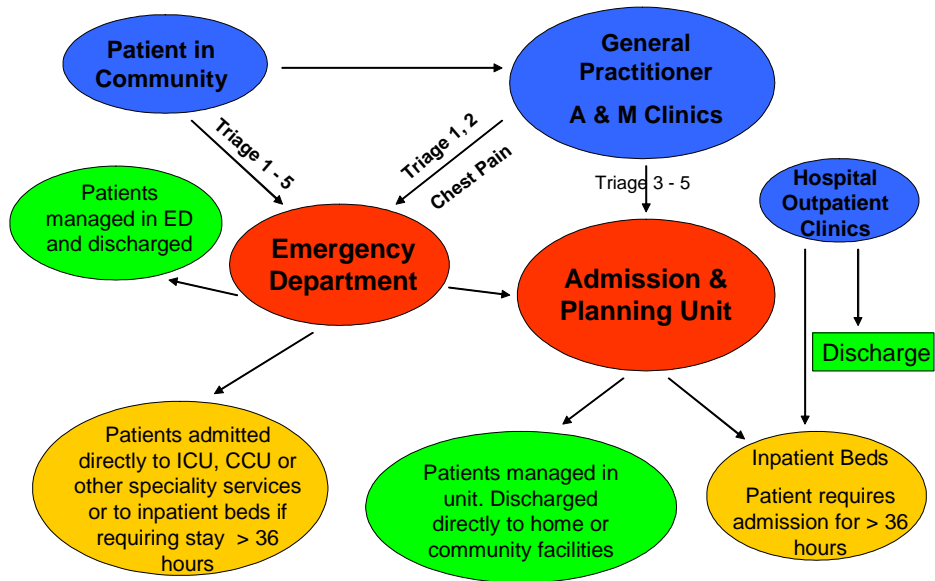 Patient in
Community
General
Practitioner
A & M Clinics
Triage 1 - 5
Triage 1, 2
Chest Pain
Triage 3 - 5
Hospital
Outpatient
Clinics
Patients
managed in ED
and discharged
Emergency
Department
Admission &
Planning Unit
Discharge
Patients admitted
directly to ICU, CCU or
other speciality services
or to inpatient beds if
requiring stay > 36
hours
Patients managed in
unit. Discharged
directly to home or
community facilities
Inpatient Beds
Patient requires
admission for > 36
hours